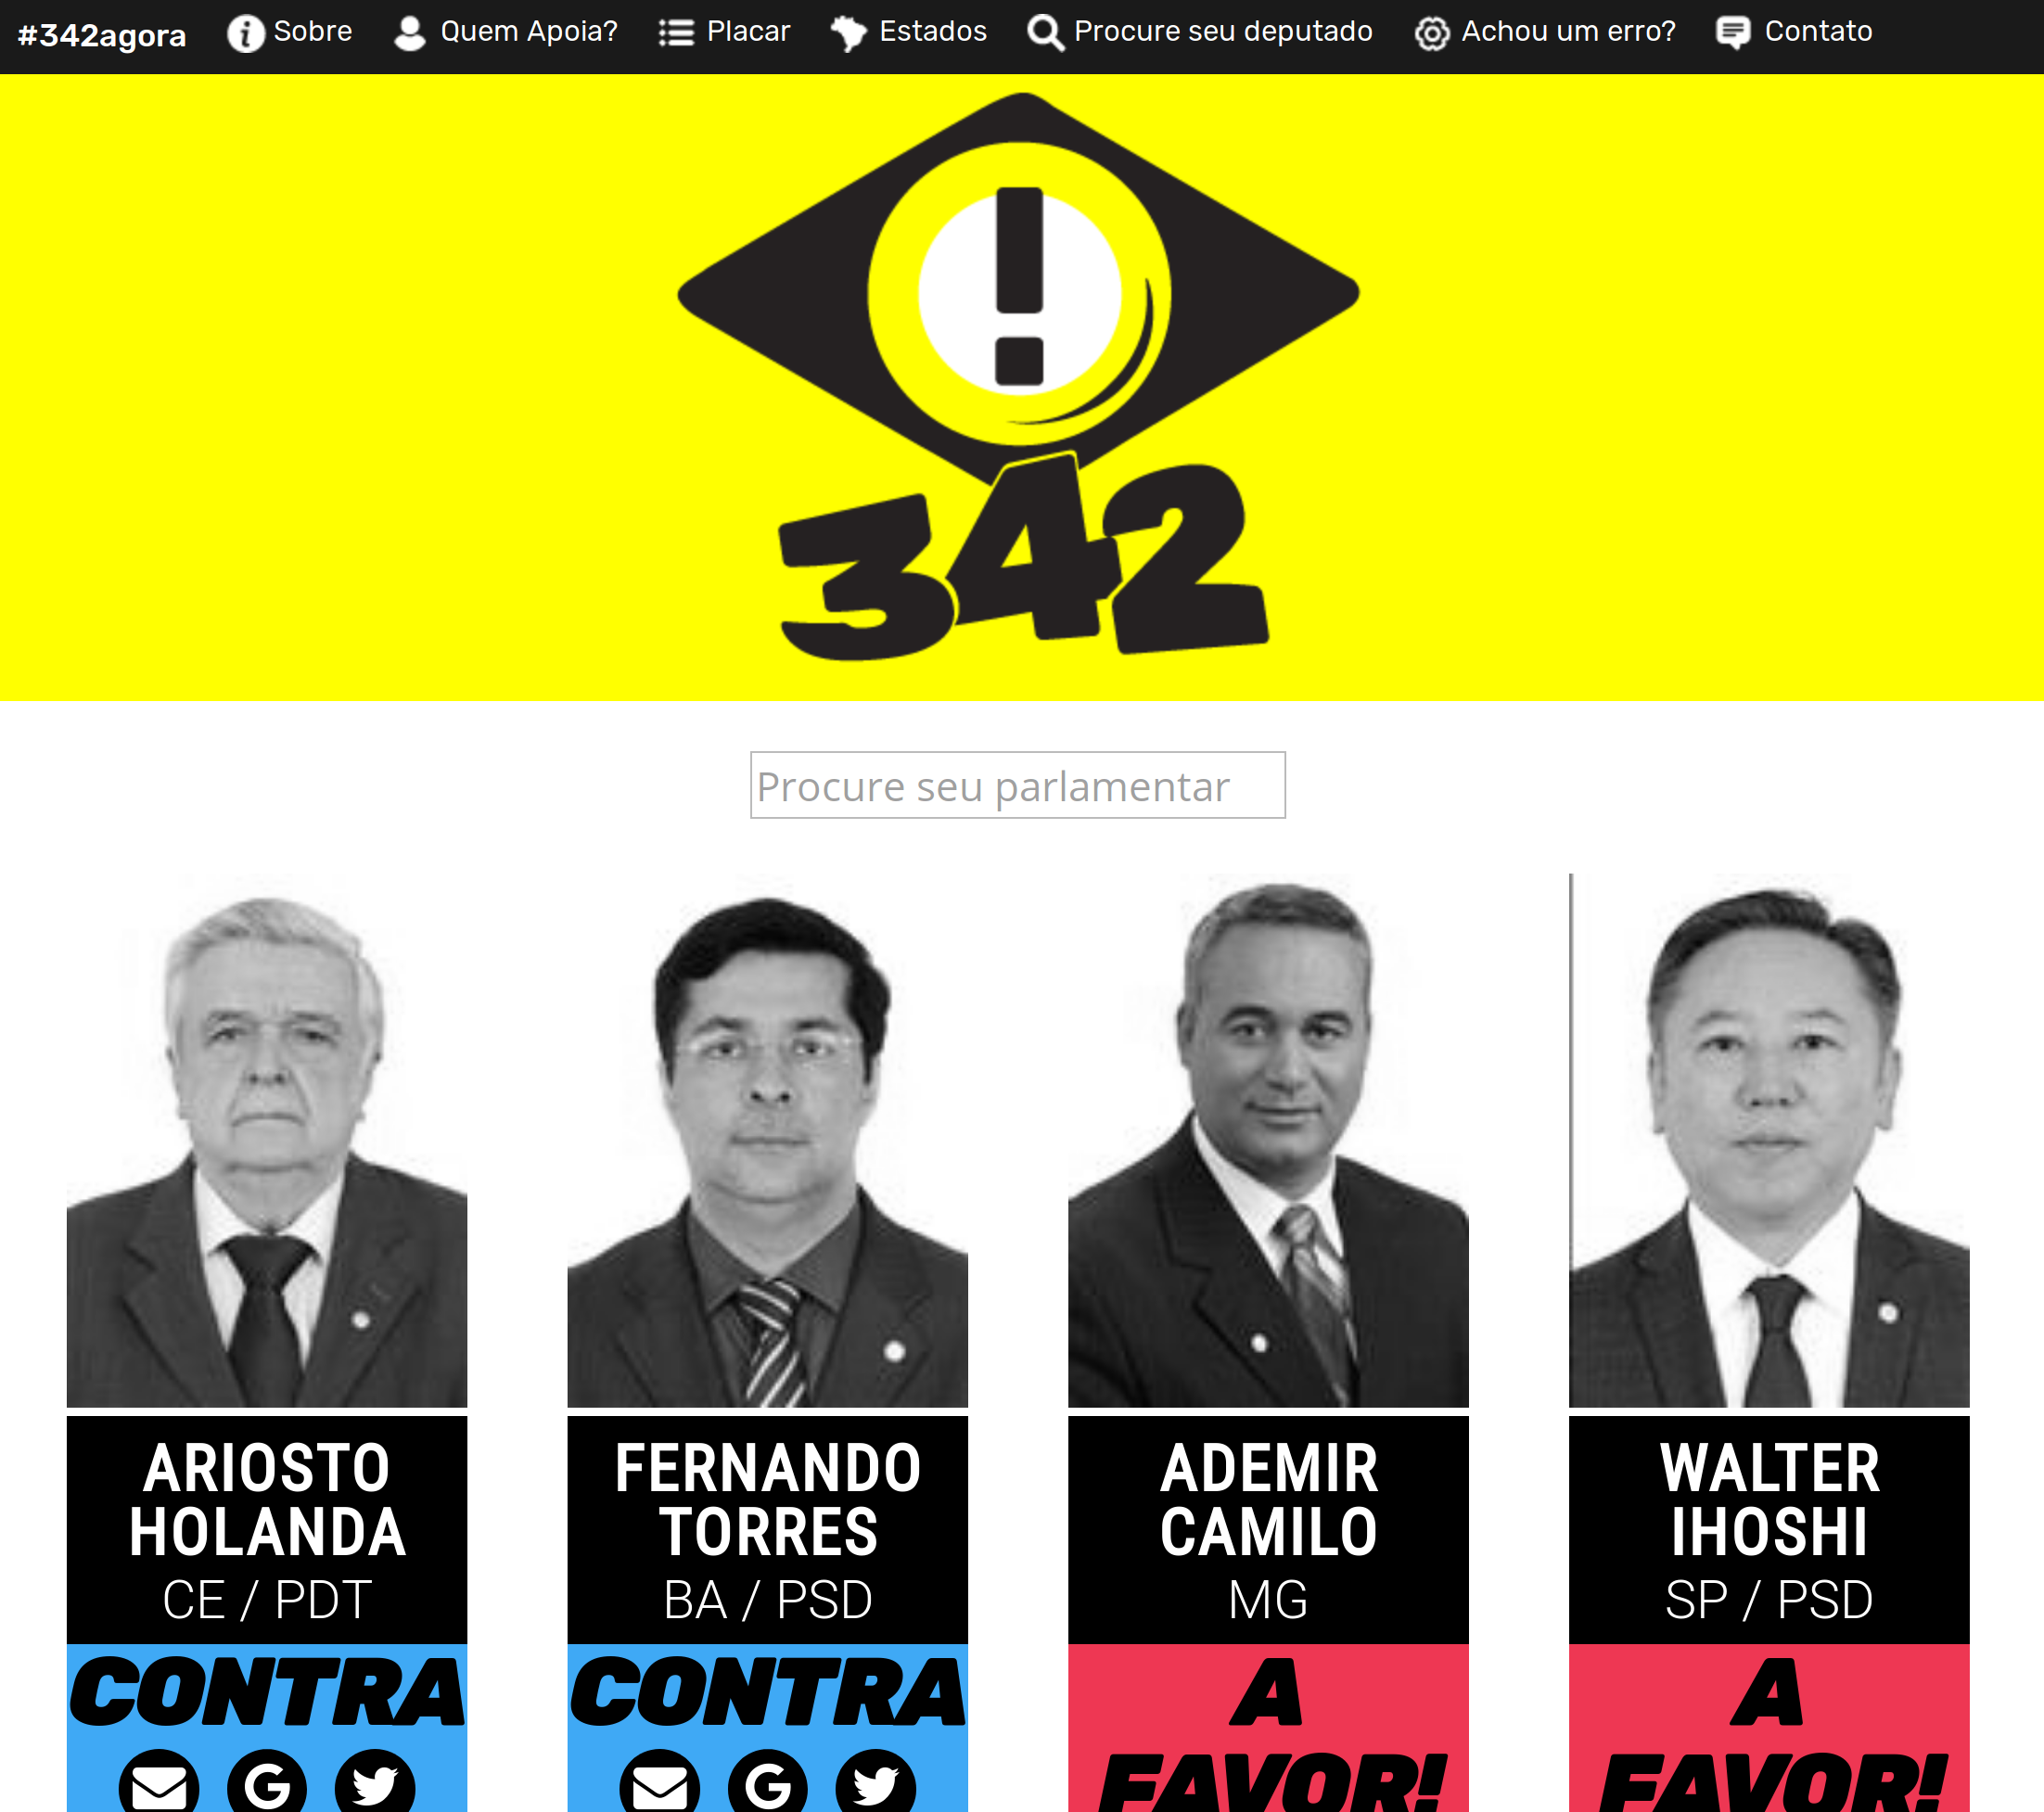 #342agora Sobre Quem Apoia? Placar Estados Procure seu deputado Achou um erro? Contato
!
342
Procure seu parlamentar
ARIOSTO
HOLANDA
CE / PDT
CONTRA
FERNANDO
TORRES
BA / PSD
CONTRA
ADEMIR
CAMILO
MG
A
FAVOR!
WALTER
IHOSHI
SP / PSD
A
FAVOR!